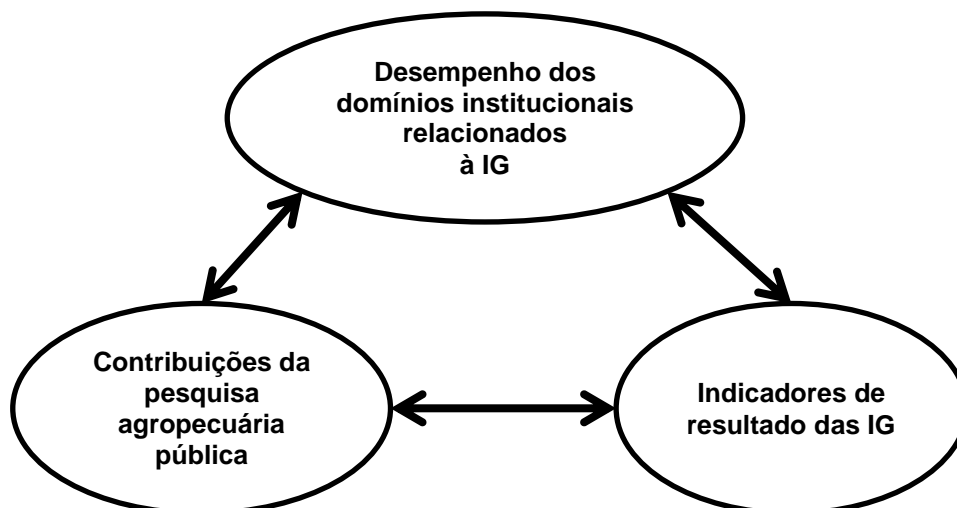 Desempenho dos
domínios institucionais
relacionados
à IG
Contribuições da
pesquisa
agropecuária
pública
Indicadores de
resultado das IG